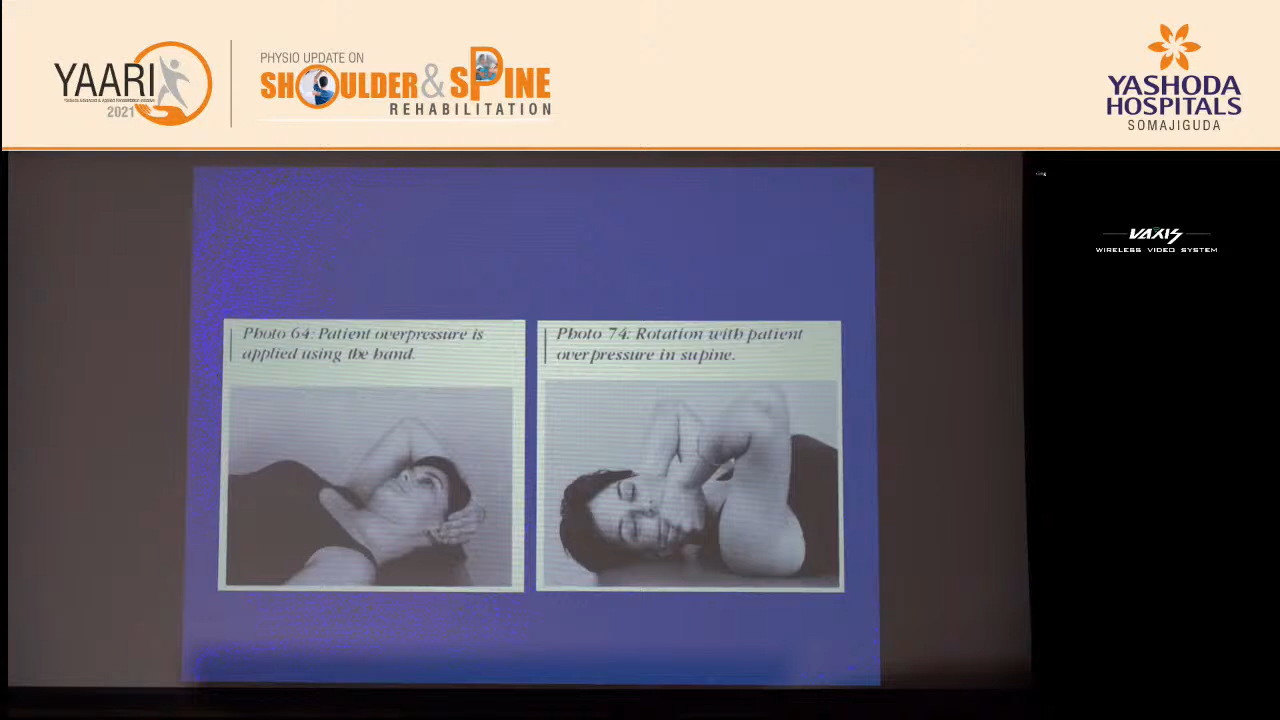 YAARI
2021
PHYSIO UPDATE ON
SHOULDER & SPINE
REHABILITATION
YASHODA
HOSPITALS
SOMAJIGUDA
VAXIS
WIRELESS VIDEO SYSTEM
Photo 64: Patient overpressure is
applied using the hand.
Photo 74: Rotation with patient
overpressure in supine.